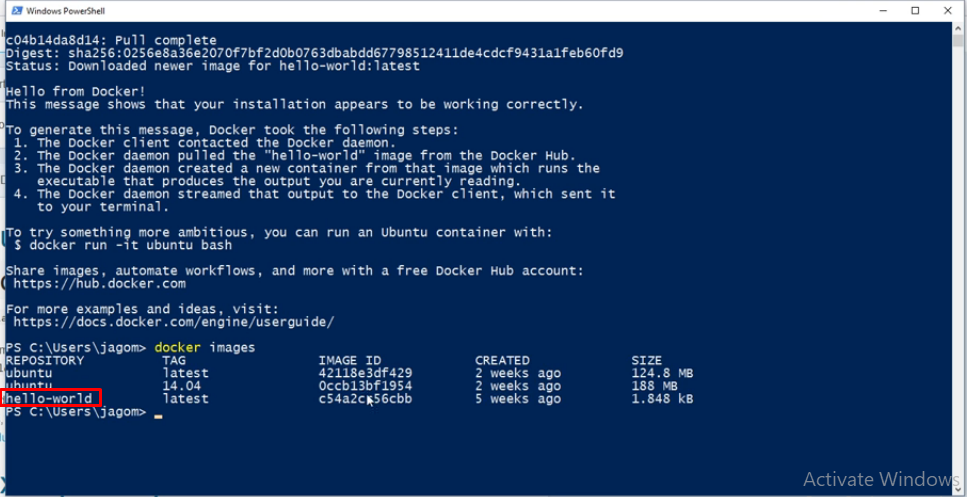 Windows PowerShell
c04b14da8d14: Pull complete
Digest: sha256:0256e8a36e2070f7bf2d0b0763dbabdd67798512411de4cdcf9431a1feb60fd9
Status: Downloaded newer image for hello-world:latest
Hello from Docker!
This message shows that your installation appears to be working correctly.
To generate this message, Docker took the following steps:
1. The Docker client contacted the Docker daemon.
2. The Docker daemon pulled the "hello-world" image from the Docker Hub.
3. The Docker daemon created a new container from that image which runs the
executable that produces the output you are currently reading.
4. The Docker daemon streamed that output to the Docker client, which sent it
to your terminal.
To try something more ambitious, you can run an Ubuntu container with:
$ docker run -it ubuntu bash
Share images, automate workflows, and more with a free Docker Hub account:
https://hub.docker.com
For more examples and ideas, visit:
https://docs.docker.com/engine/userguide/
PS C:\Users\jagom> docker images
REPOSITORY TAG IMAGE ID CREATED SIZE
ubuntu latest 42118e3df429 2 weeks ago 124.8 MB
ubuntu 14.04 0ccb13bf1954 2 weeks ago 188 MB
hello-world latest 5 weeks ago 1.848 kB
PS C:\Users\jagom>
Activate Windows